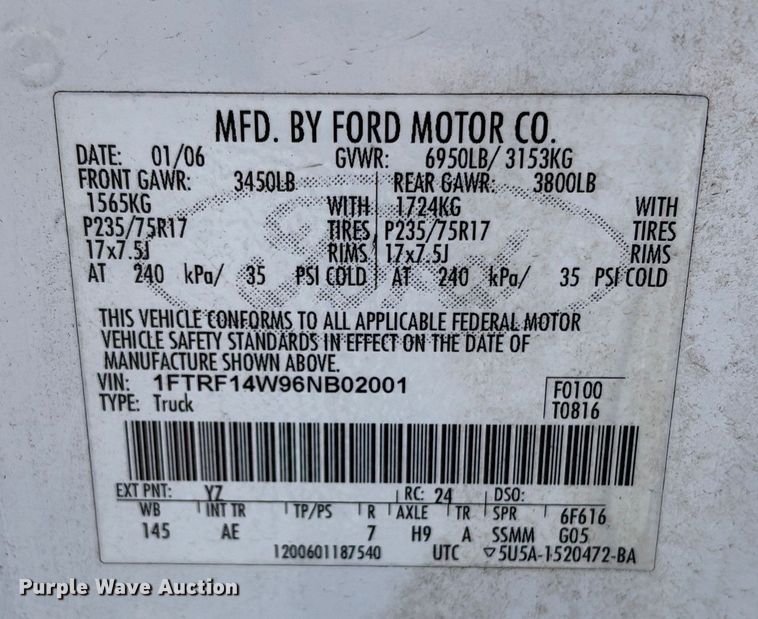 MFD. BY FORD MOTOR CO.
DATE: 01/06 GVWR: 6950LB/ 3153KG
FRONT GAWR: 3450LB REAR GAWR: 3800LB
1565KG WITH 1724KG WITH
P235/75R17 TIRES P235/75R17 TIRES
17x7.5J RIMS 17x7.5J RIMS
AT 240 kPa/ 35 PSI COLD AT 240 kPa/ 35 PSI COLD
Ford
THIS VEHICLE CONFORMS TO ALL APPLICABLE FEDERAL MOTOR
VEHICLE SAFETY STANDARDS IN EFFECT ON THE DATE OF
MANUFACTURE SHOWN ABOVE.
VIN: 1FTRF14W96NB02001 F0100
TYPE: Truck T0816
EXT PNT: YZ RC: 24 DSO:
WB INT TR TP/PS R AXLE TR SPR 6F616
145 AE 7 H9 A SSMM G05
1200601187540 UTC ▽5U5A-1520472-BA
Purple Wave Auction